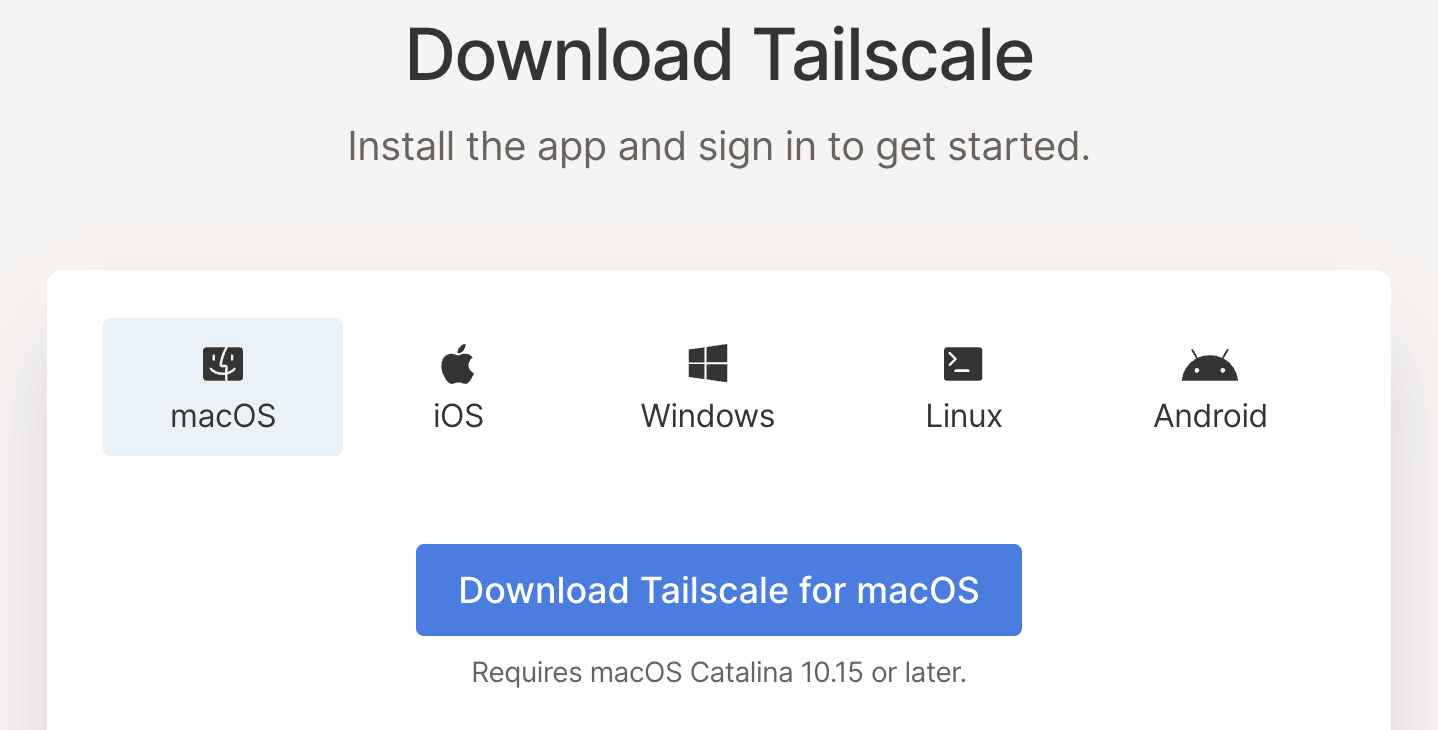 Download Tailscale
Install the app and sign in to get started.
macOS
iOS
Windows
Linux
Android
Download Tailscale for macOS
Requires macOS Catalina 10.15 or later.